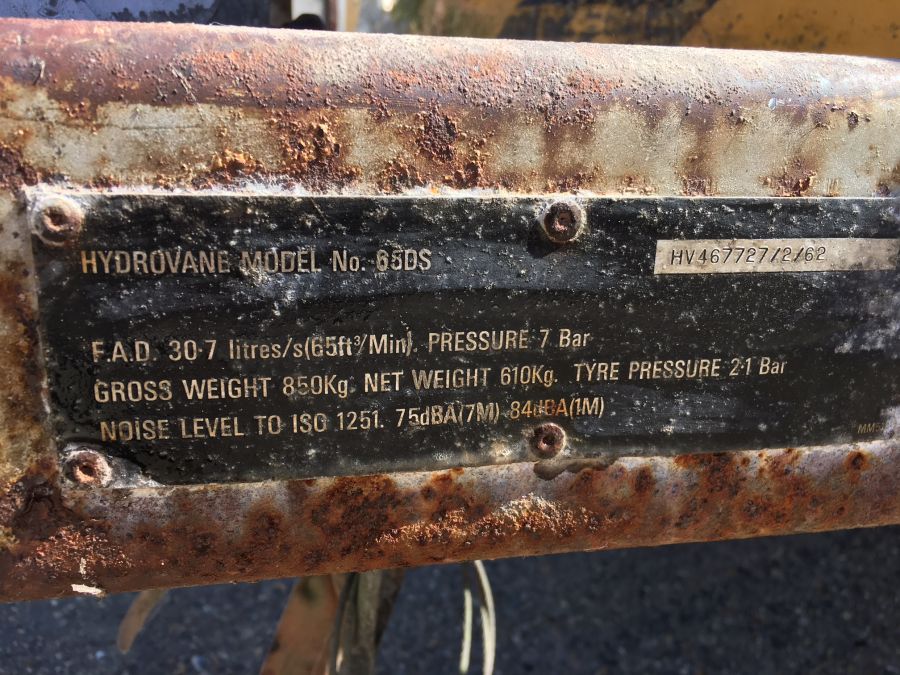 HYDROVANE MODEL No. 65DS
HV467727/2/62
F.A.D. 30·7 litres/s(65ft³/Min). PRESSURE 7 Bar
GROSS WEIGHT 850Kg. NET WEIGHT 610Kg. TYRE PRESSURE 2·1 Bar
NOISE LEVEL TO ISO 1251. 75dBA(7M) 84dBA(1M)